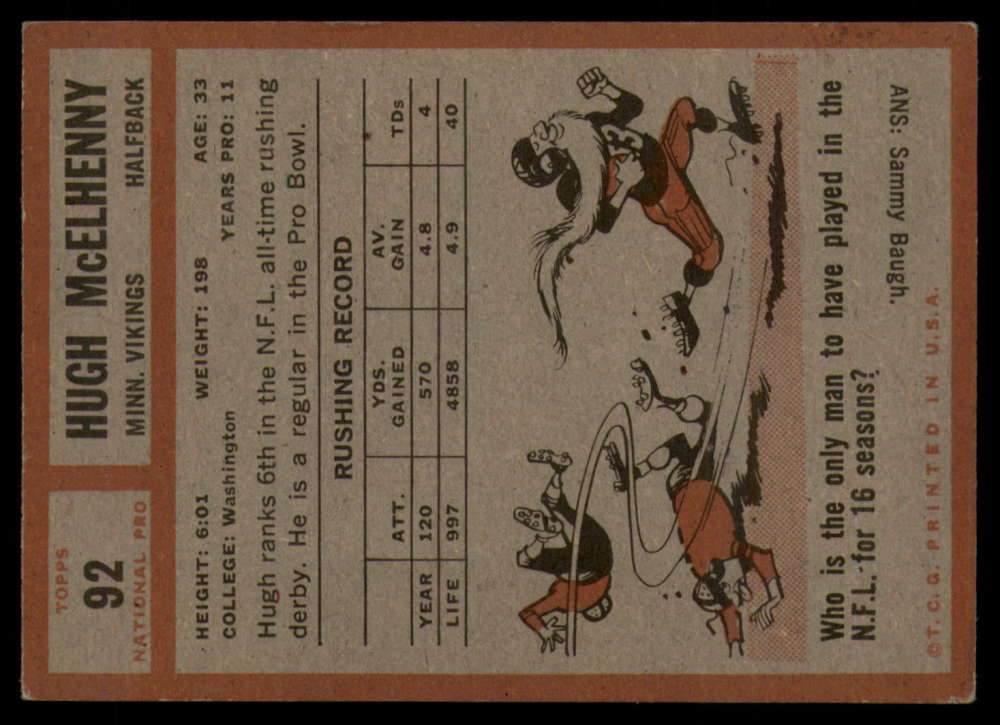 TOPPS
92
NATIONAL PRO
HUGH McELHENNY
MINN. VIKINGS HALFBACK
HEIGHT: 6:01 WEIGHT: 198 AGE: 33
COLLEGE: Washington YEARS PRO: 11
Hugh ranks 6th in the N.F.L. all-time rushing
derby. He is a regular in the Pro Bowl.
RUSHING RECORD
ATT. YDS. GAINED AV. GAIN TDs
YEAR 120 570 4.8 4
LIFE 997 4858 4.9 40
Who is the only man to have played in the
N.F.L. for 16 seasons?
ANS: Sammy Baugh.
©T. C. G. PRINTED IN U.S.A.